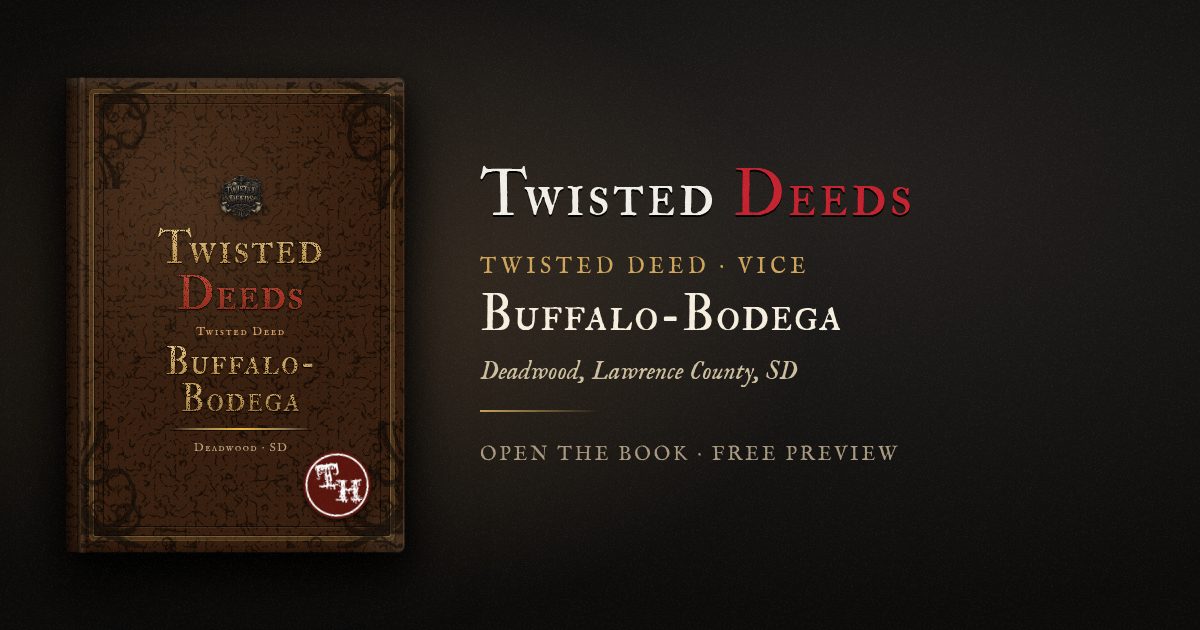 Twisted
Deeds
Twisted Deed
Buffalo-
Bodega
Deadwood · SD
TH
Twisted Deeds
TWISTED DEED · VICE
Buffalo-Bodega
Deadwood, Lawrence County, SD
OPEN THE BOOK · FREE PREVIEW